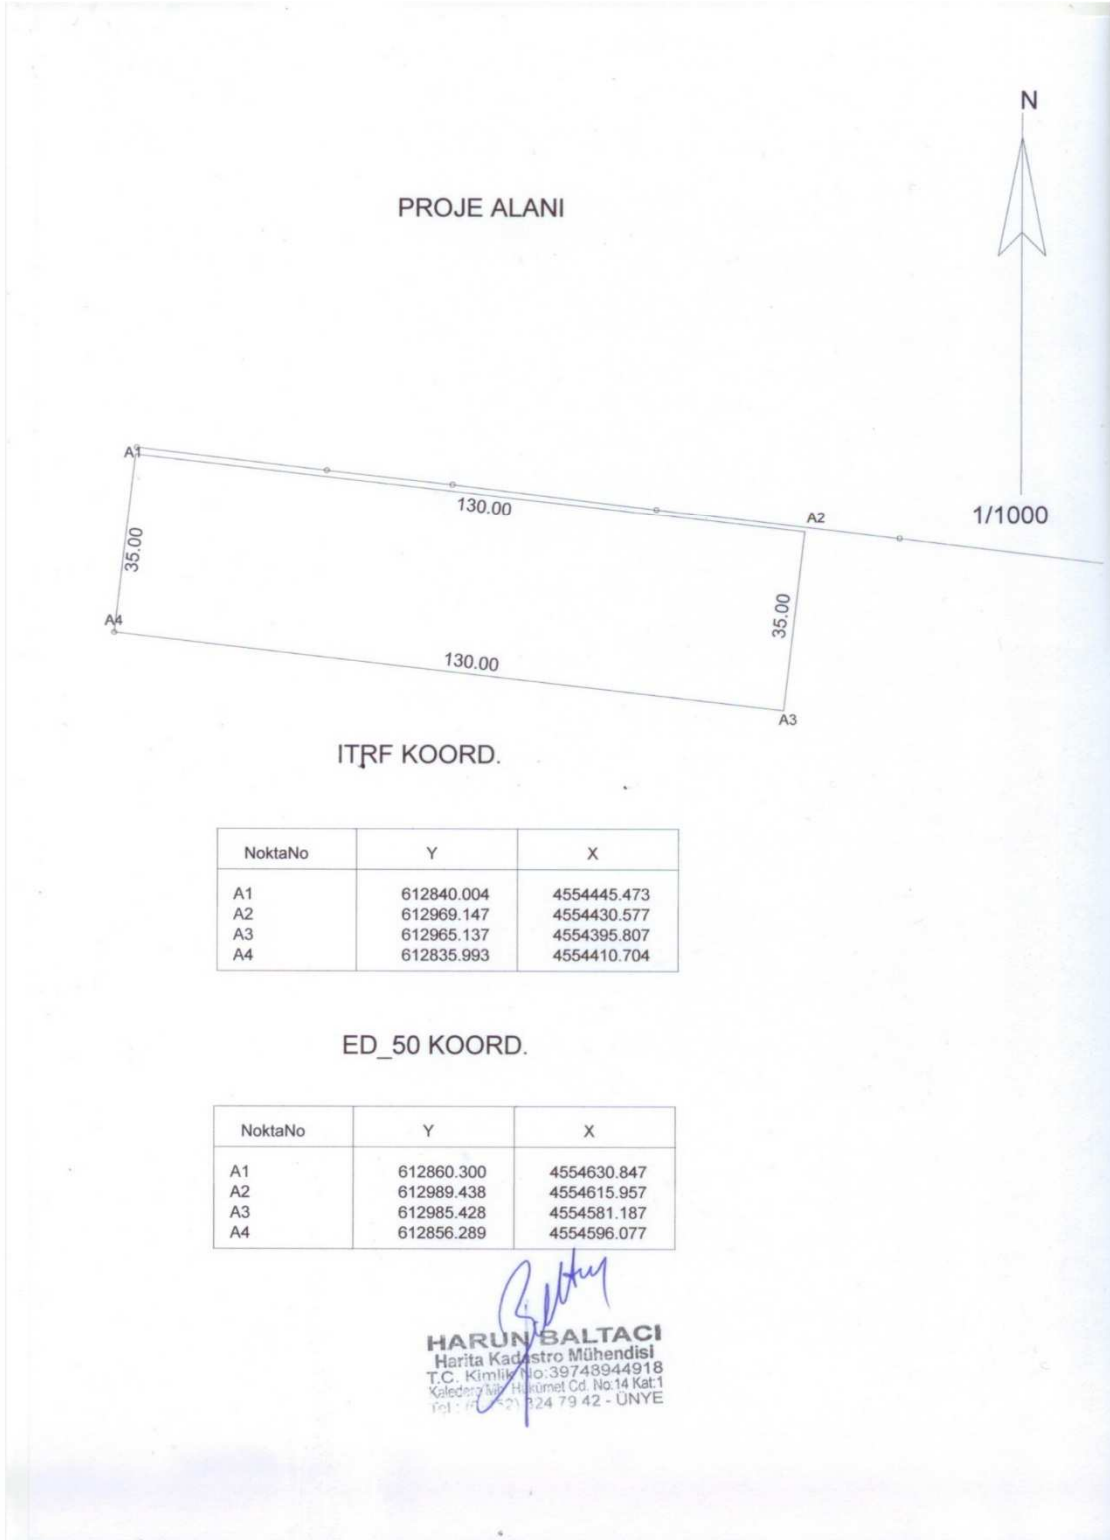 N
PROJE ALANI
A1
130.00
A2
1/1000
35.00
35.00
A4
130.00
A3
ITRF KOORD.
NoktaNo Y X
A1 612840.004 4554445.473
A2 612969.147 4554430.577
A3 612965.137 4554395.807
A4 612835.993 4554410.704
ED_50 KOORD.
NoktaNo Y X
A1 612860.300 4554630.847
A2 612989.438 4554615.957
A3 612985.428 4554581.187
A4 612856.289 4554596.077
HARUN BALTACI
Harita Kadastro Mühendisi
T.C. Kimlik No:39748944918
Hükümet Cd. No:14 Kat:1
Tel : 324 79 42 - ÜNYE